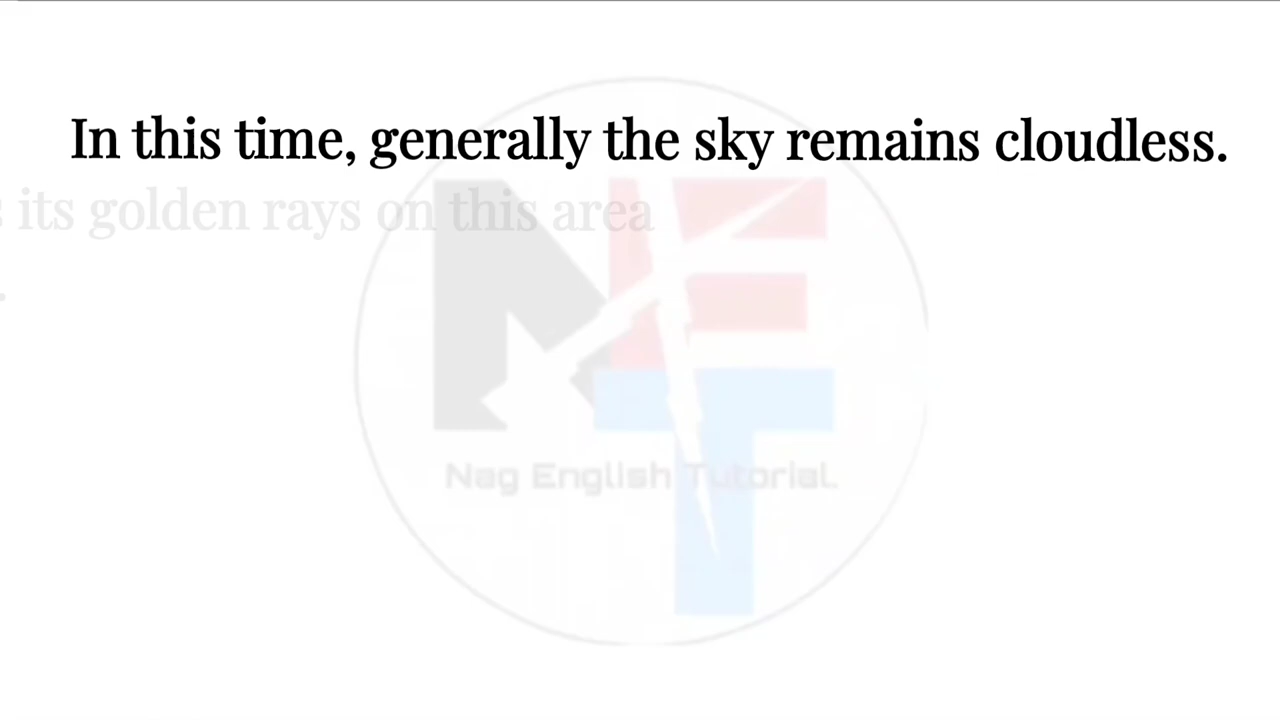 In this time, generally the sky remains cloudless.
its golden rays on this area
Nag English Tutorial.